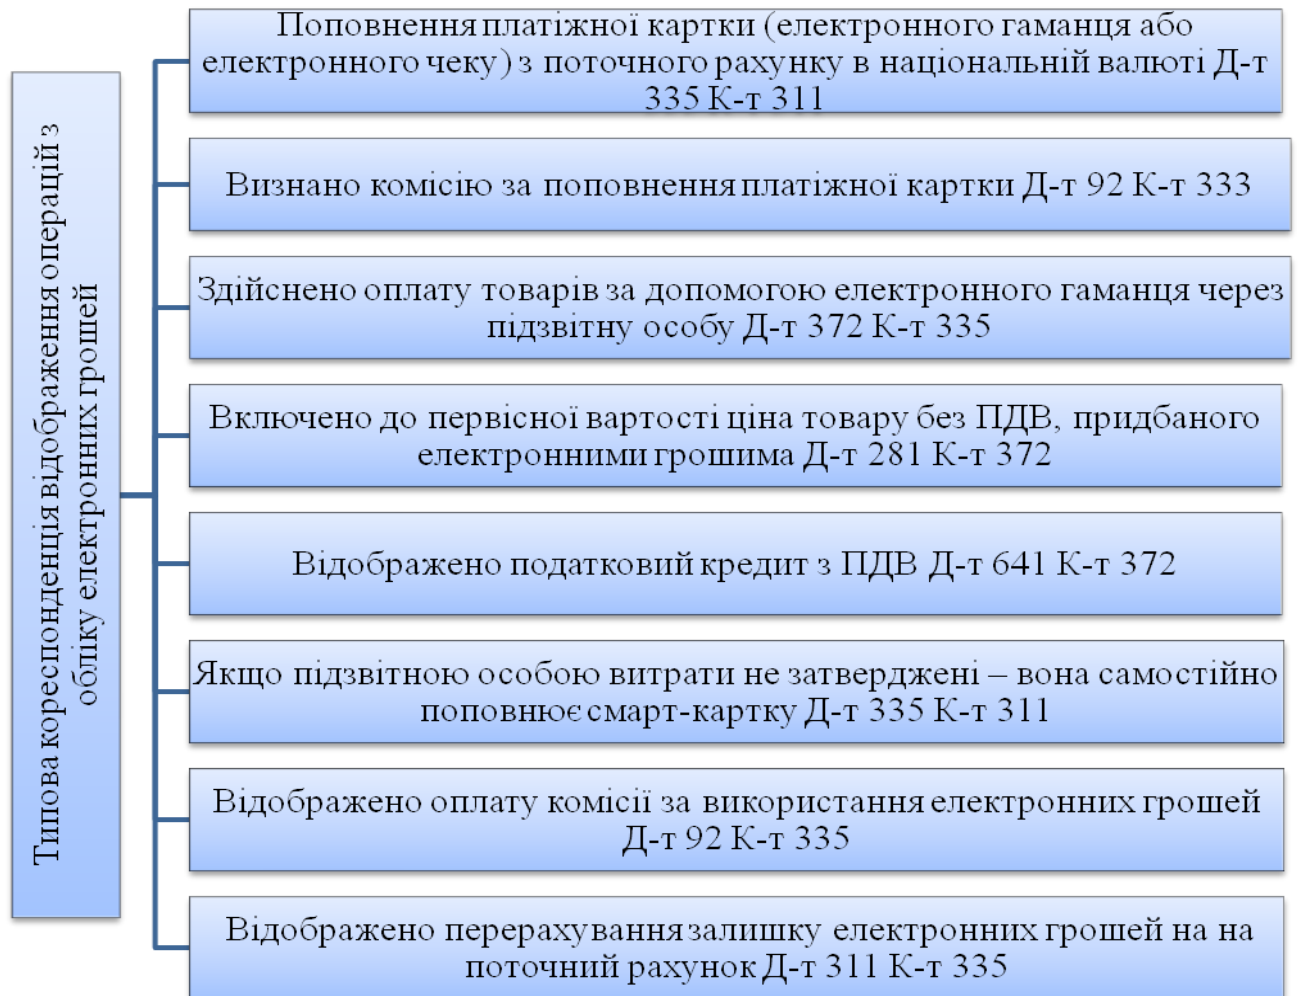 Типова кореспонденція відображення операцій з
обліку електронних грошей
Поповнення платіжної картки (електронного гаманця або
електронного чеку) з поточного рахунку в національній валюті Д-т
335 К-т 311
Визнано комісію за поповнення платіжної картки Д-т 92 К-т 333
Здійснено оплату товарів за допомогою електронного гаманця через
підзвітну особу Д-т 372 К-т 335
Включено до первісної вартості ціна товару без ПДВ, придбаного
електронними грошима Д-т 281 К-т 372
Відображено податковий кредит з ПДВ Д-т 641 К-т 372
Якщо підзвітною особою витрати не затверджені – вона самостійно
поповнює смарт-картку Д-т 335 К-т 311
Відображено оплату комісії за використання електронних грошей
Д-т 92 К-т 335
Відображено перерахування залишку електронних грошей на на
поточний рахунок Д-т 311 К-т 335